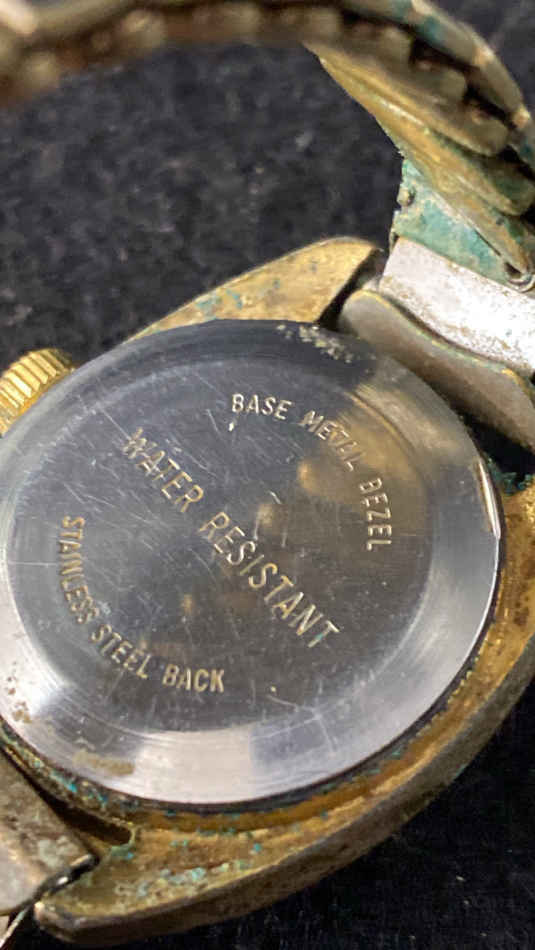 BASE METAL BEZEL
WATER RESISTANT
STAINLESS STEEL BACK